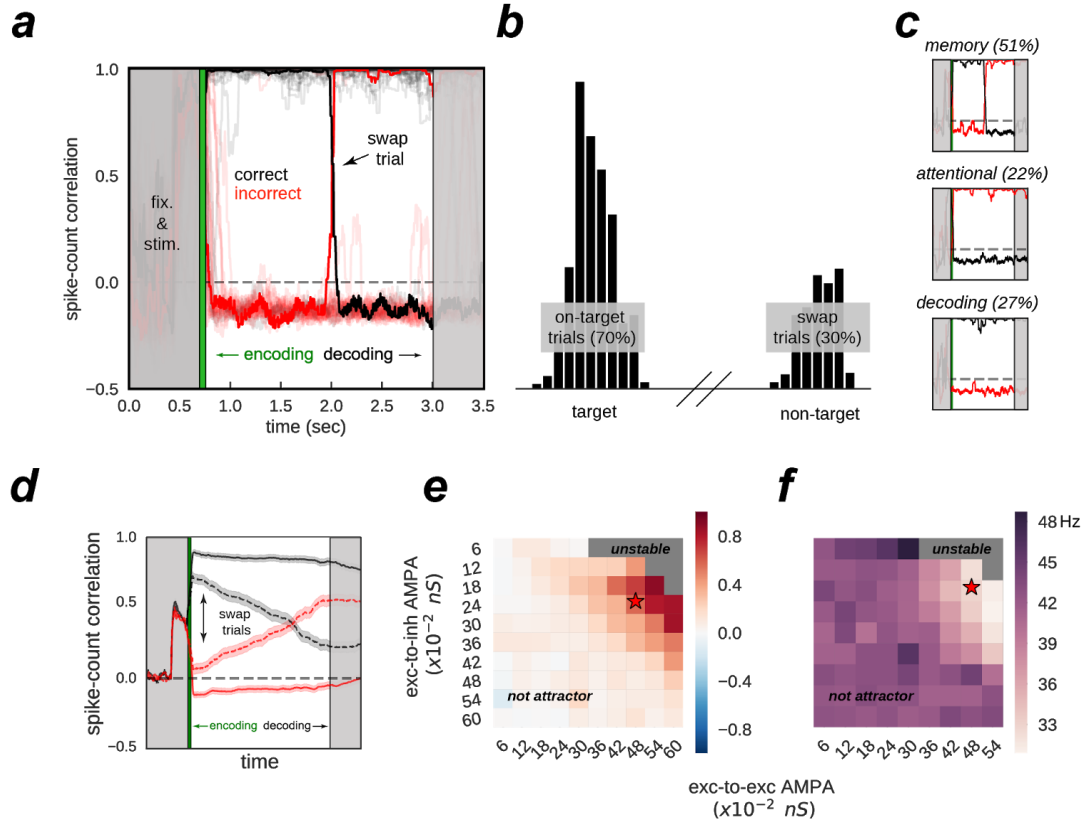 a
b
c
1.0
0.5
0.0
−0.5
spike-count correlation
fix.
&
stim.
correct
incorrect
swap
trial
← encoding decoding →
0.0 0.5 1.0 1.5 2.0 2.5 3.0 3.5
time (sec)
on-target
trials (70%)
swap
trials (30%)
target
non-target
memory (51%)
attentional (22%)
decoding (27%)
d
e
f
1.0
0.5
0.0
−0.5
spike-count correlation
swap
trials
← encoding decoding →
time
exc-to-inh AMPA
(x10⁻² nS)
6
12
18
24
30
36
42
54
60
unstable
not attractor
6 12 18 24 30 36 42 48 54 60
0.8
0.4
0.0
−0.4
−0.8
unstable
not attractor
6 12 18 24 30 36 42 48 54
48 Hz
45
42
39
36
33
exc-to-exc AMPA
(x10⁻² nS)